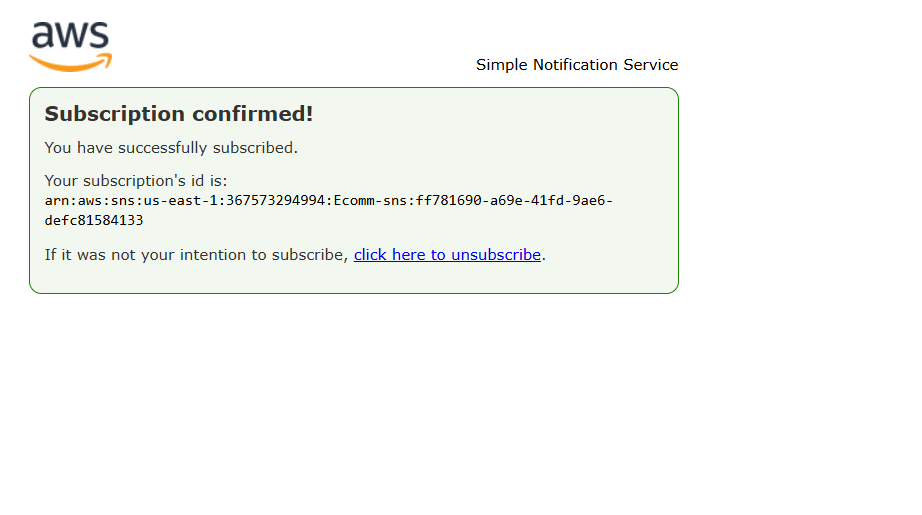 aws
Simple Notification Service
Subscription confirmed!
You have successfully subscribed.
Your subscription's id is:
arn:aws:sns:us-east-1:367573294994:Ecomm-sns:ff781690-a69e-41fd-9ae6-
defc81584133
If it was not your intention to subscribe, click here to unsubscribe.